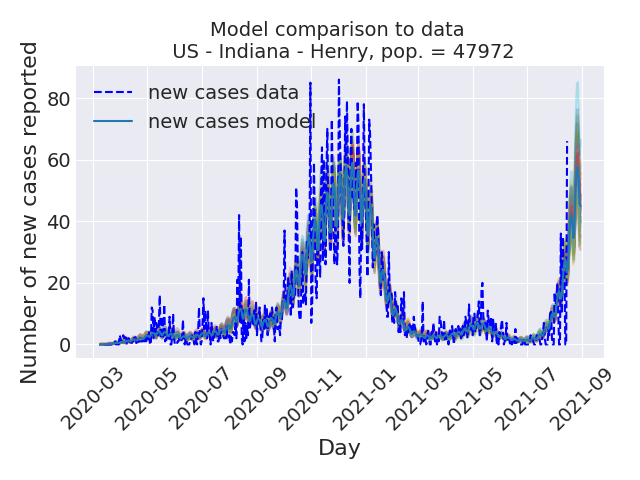 Model comparison to data
US - Indiana - Henry, pop. = 47972
Number of new cases reported
80
60
40
20
0
new cases data
new cases model
2020-03
2020-05
2020-07
2020-09
2020-11
2021-01
2021-03
2021-05
2021-07
2021-09
Day